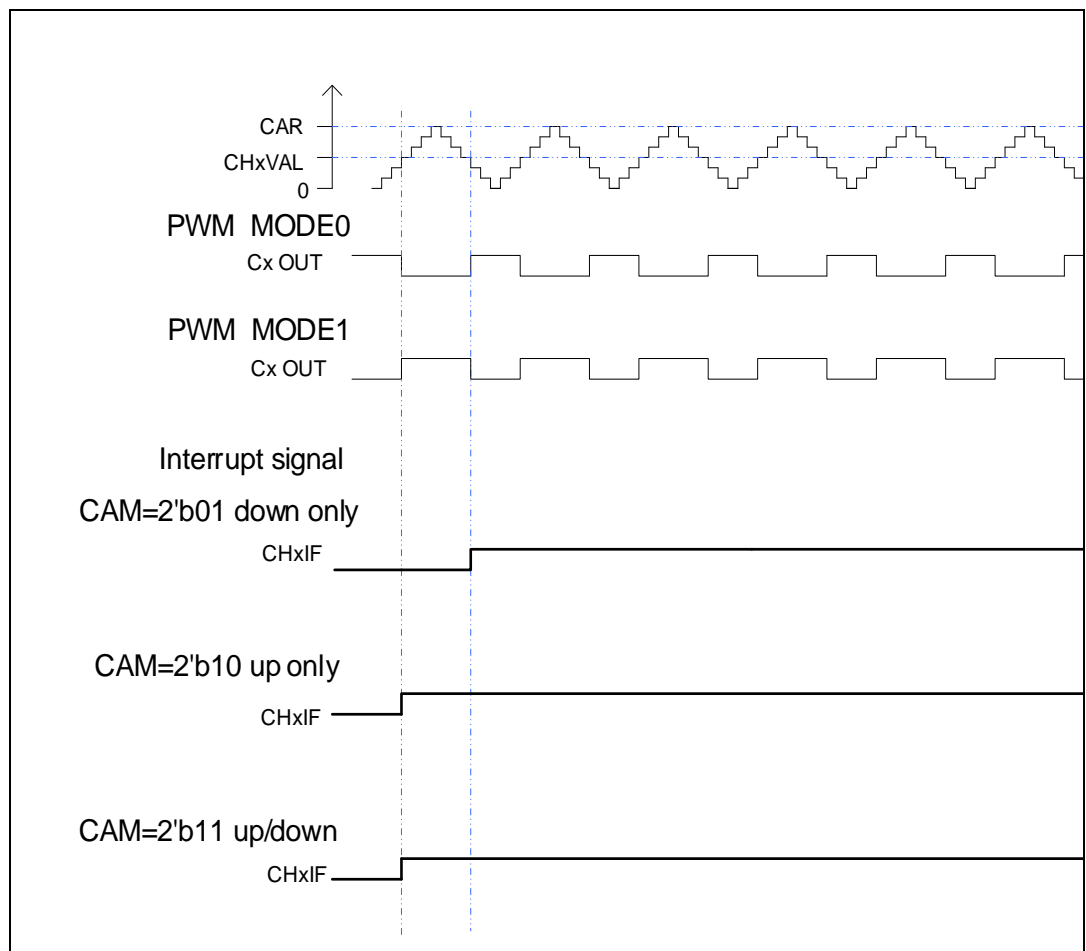 CAR
CHxVAL
0
PWM MODE0
Cx OUT
PWM MODE1
Cx OUT
Interrupt signal
CAM=2'b01 down only
CHxIF
CAM=2'b10 up only
CHxIF
CAM=2'b11 up/down
CHxIF